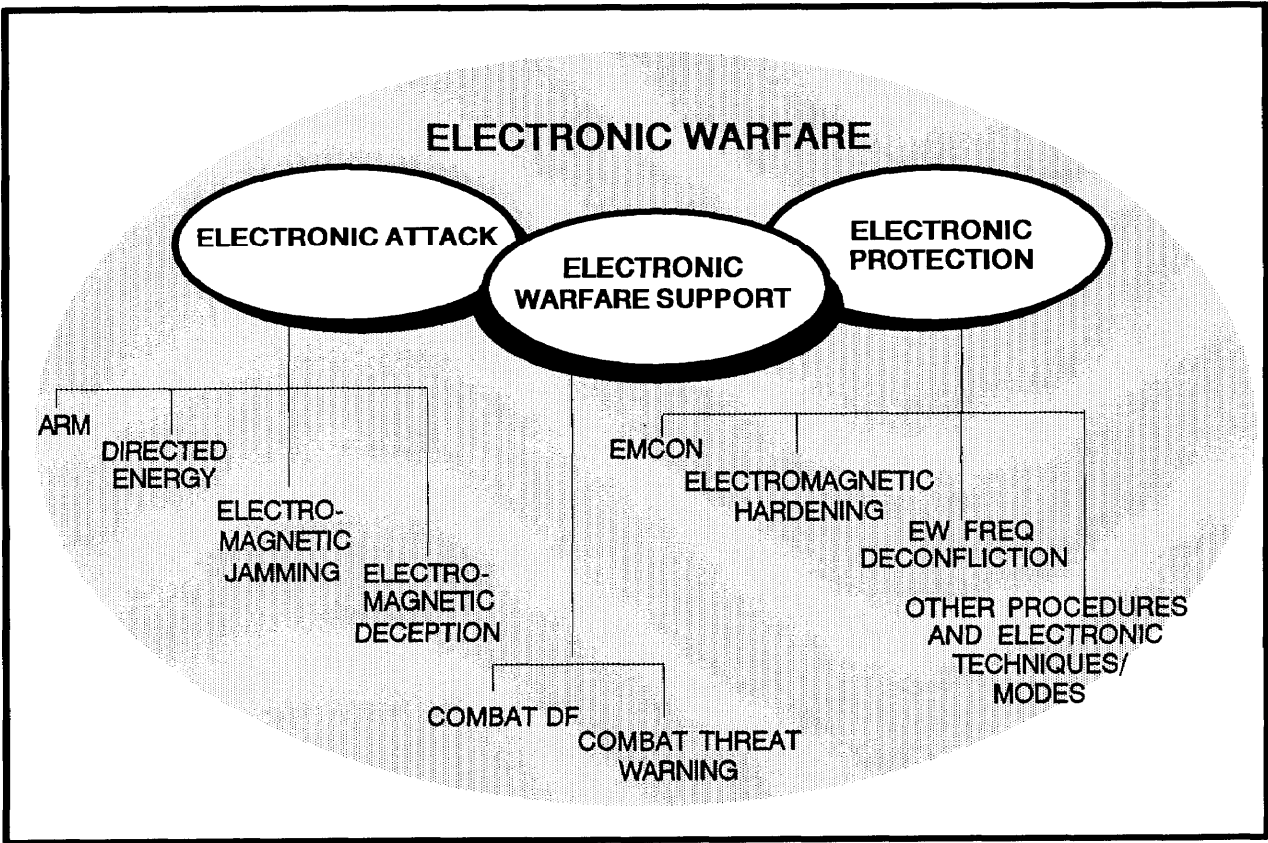 ELECTRONIC WARFARE
ELECTRONIC ATTACK
ELECTRONIC
WARFARE SUPPORT
ELECTRONIC
PROTECTION
ARM
DIRECTED
ENERGY
ELECTRO-
MAGNETIC
JAMMING
ELECTRO-
MAGNETIC
DECEPTION
COMBAT DF
COMBAT THREAT
WARNING
EMCON
ELECTROMAGNETIC
HARDENING
EW FREQ
DECONFLICTION
OTHER PROCEDURES
AND ELECTRONIC
TECHNIQUES/
MODES